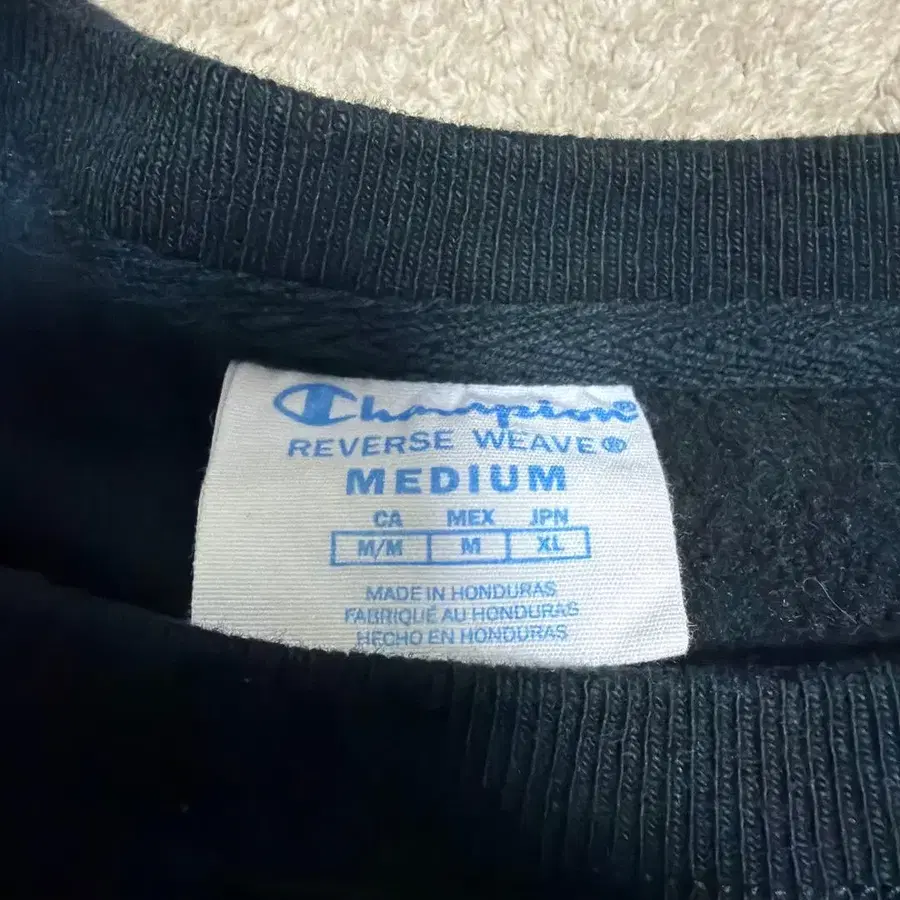 Champion®
REVERSE WEAVE®
MEDIUM
CA MEX JPN
M/M M XL
MADE IN HONDURAS
FABRIQUÉ AU HONDURAS
HECHO EN HONDURAS